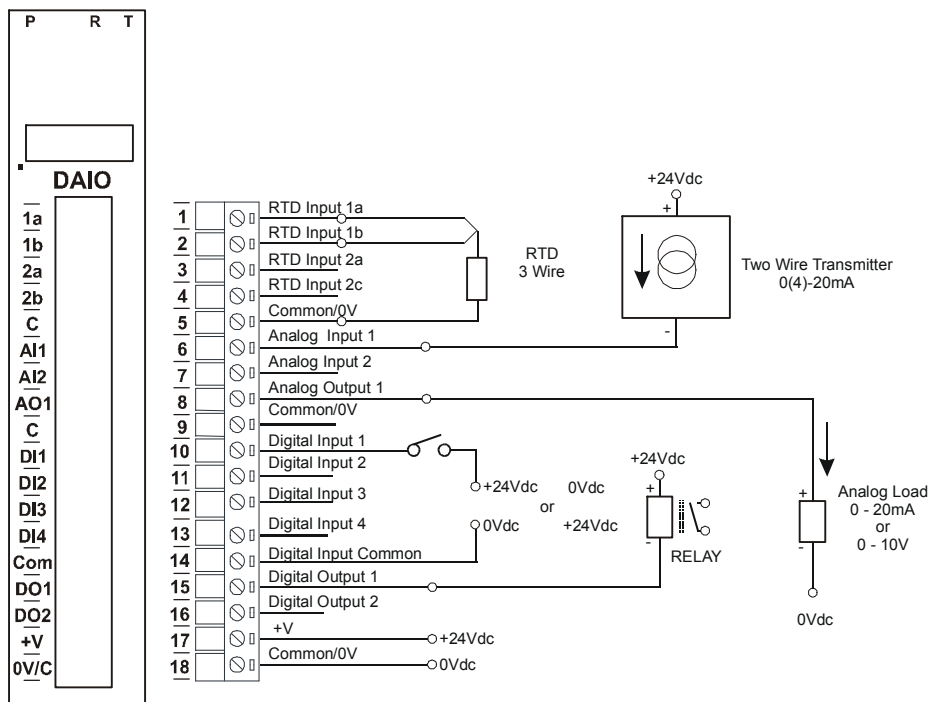 P R T
DAIO
1a
1b
2a
2b
C
AI1
AI2
AO1
C
DI1
DI2
DI3
DI4
Com
DO1
DO2
+V
0V/C
1 RTD Input 1a
2 RTD Input 1b
3 RTD Input 2a
4 RTD Input 2c
5 Common/0V
6 Analog Input 1
7 Analog Input 2
8 Analog Output 1
9 Common/0V
10 Digital Input 1
11 Digital Input 2
12 Digital Input 3
13 Digital Input 4
14 Digital Input Common
15 Digital Output 1
16 Digital Output 2
17 +V +24Vdc
18 Common/0V 0Vdc
RTD
3 Wire
+24Vdc
+
-
Two Wire Transmitter
0(4)-20mA
+24Vdc 0Vdc
or
0Vdc +24Vdc
+24Vdc
+
-
RELAY
+
-
Analog Load
0 - 20mA
or
0 - 10V
0Vdc